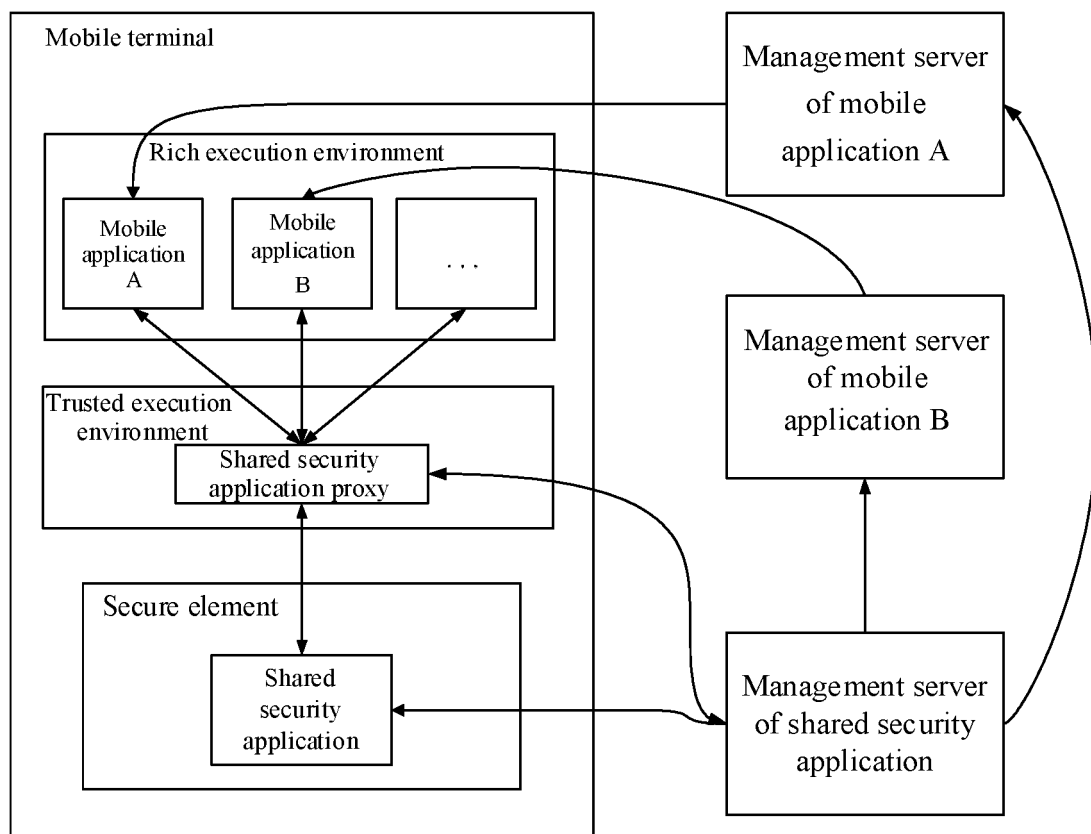 Mobile terminal
Rich execution environment
Mobile
application
A
Mobile
application
B
...
Trusted execution
environment
Shared security
application proxy
Secure element
Shared
security
application
Management server
of mobile
application A
Management server
of mobile
application B
Management server
of shared security
application